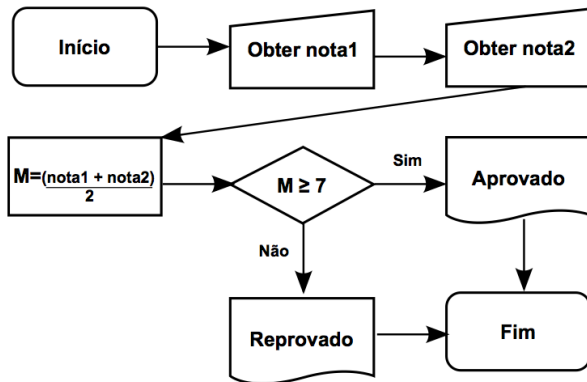 Início
Obter nota1
Obter nota2
M=(nota1 + nota2)
2
M ≥ 7
Sim
Aprovado
Não
Reprovado
Fim